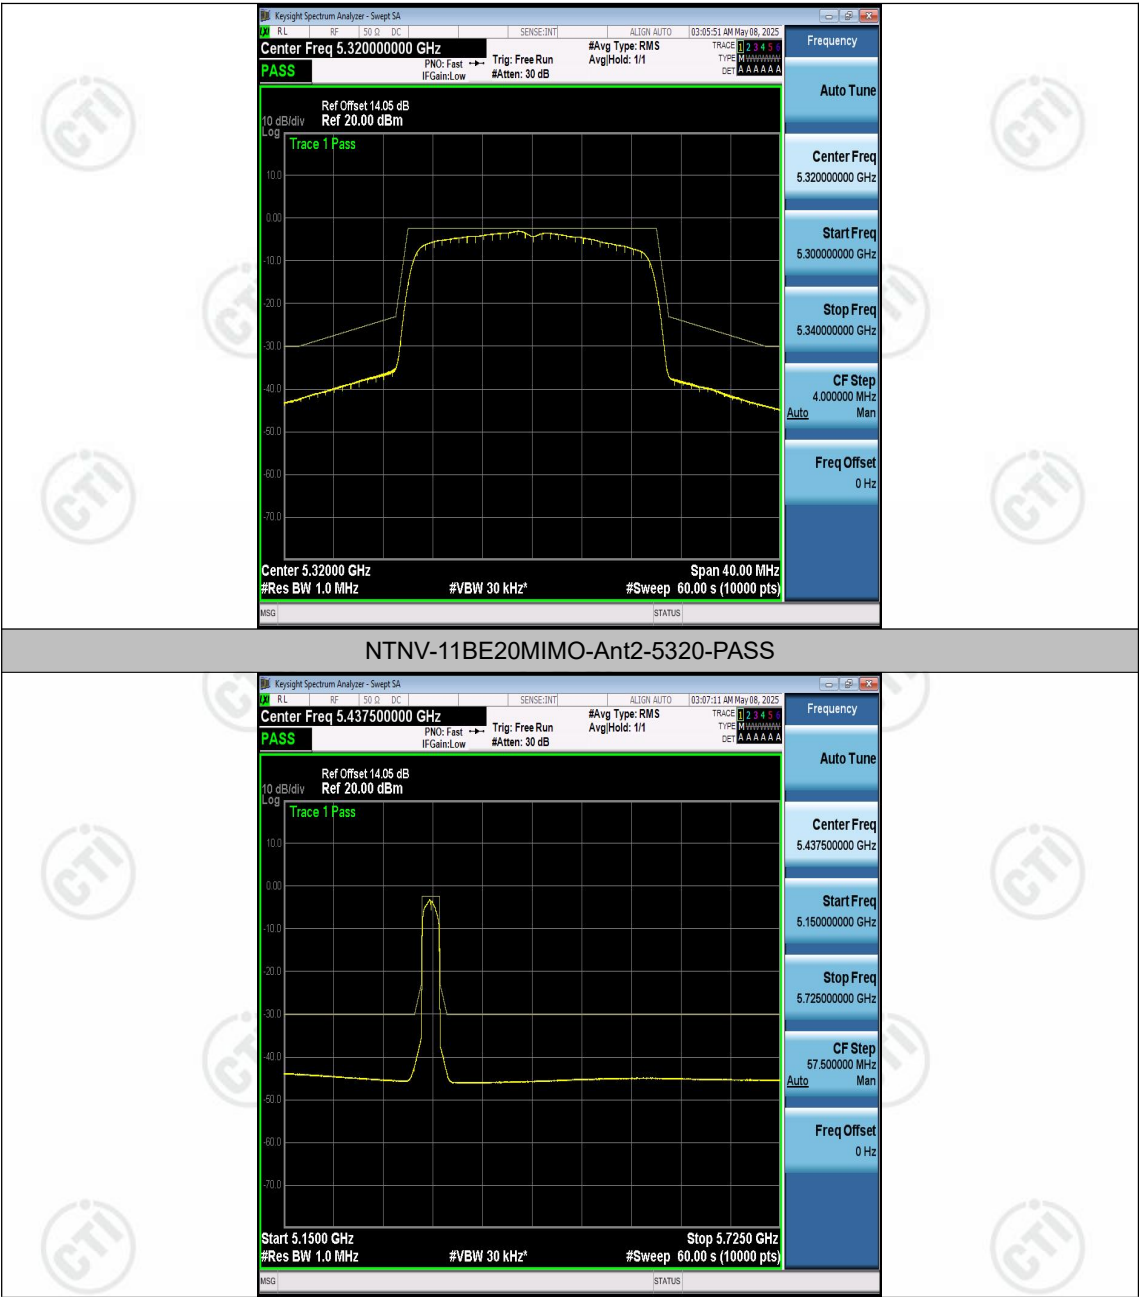 Keysight Spectrum Analyzer - Swept SA
RL RF 50 Ω DC SENSE:INT ALIGN AUTO 03:05:51 AM May 08, 2025
Center Freq 5.320000000 GHz
PASS
PNO: Fast
IFGain:Low
Trig: Free Run
#Atten: 30 dB
#Avg Type: RMS
Avg|Hold: 1/1
TRACE 1 2 3 4 5 6
TYPE M WWWWW
DET A A A A A A
Frequency
Ref Offset 14.05 dB
10 dB/div Ref 20.00 dBm
Log
Trace 1 Pass
10.0
0.00
-10.0
-20.0
-30.0
-40.0
-50.0
-60.0
-70.0
Center 5.32000 GHz
Span 40.00 MHz
#Res BW 1.0 MHz
#VBW 30 kHz*
#Sweep 60.00 s (10000 pts)
MSG
STATUS
Auto Tune
Center Freq
5.320000000 GHz
Start Freq
5.300000000 GHz
Stop Freq
5.340000000 GHz
CF Step
4.000000 MHz
Auto Man
Freq Offset
0 Hz
NTNV-11BE20MIMO-Ant2-5320-PASS
Keysight Spectrum Analyzer - Swept SA
RL RF 50 Ω DC SENSE:INT ALIGN AUTO 03:07:11 AM May 08, 2025
Center Freq 5.437500000 GHz
PASS
PNO: Fast
IFGain:Low
Trig: Free Run
#Atten: 30 dB
#Avg Type: RMS
Avg|Hold: 1/1
TRACE 1 2 3 4 5 6
TYPE M WWWWW
DET A A A A A A
Frequency
Ref Offset 14.05 dB
10 dB/div Ref 20.00 dBm
Log
Trace 1 Pass
10.0
0.00
-10.0
-20.0
-30.0
-40.0
-50.0
-60.0
-70.0
Start 5.1500 GHz
Stop 5.7250 GHz
#Res BW 1.0 MHz
#VBW 30 kHz*
#Sweep 60.00 s (10000 pts)
MSG
STATUS
Auto Tune
Center Freq
5.437500000 GHz
Start Freq
5.150000000 GHz
Stop Freq
5.725000000 GHz
CF Step
57.500000 MHz
Auto Man
Freq Offset
0 Hz
CTI
CTI
CTI
CTI
CTI
CTI
CTI
CTI
CTI
CTI
CTI
CTI